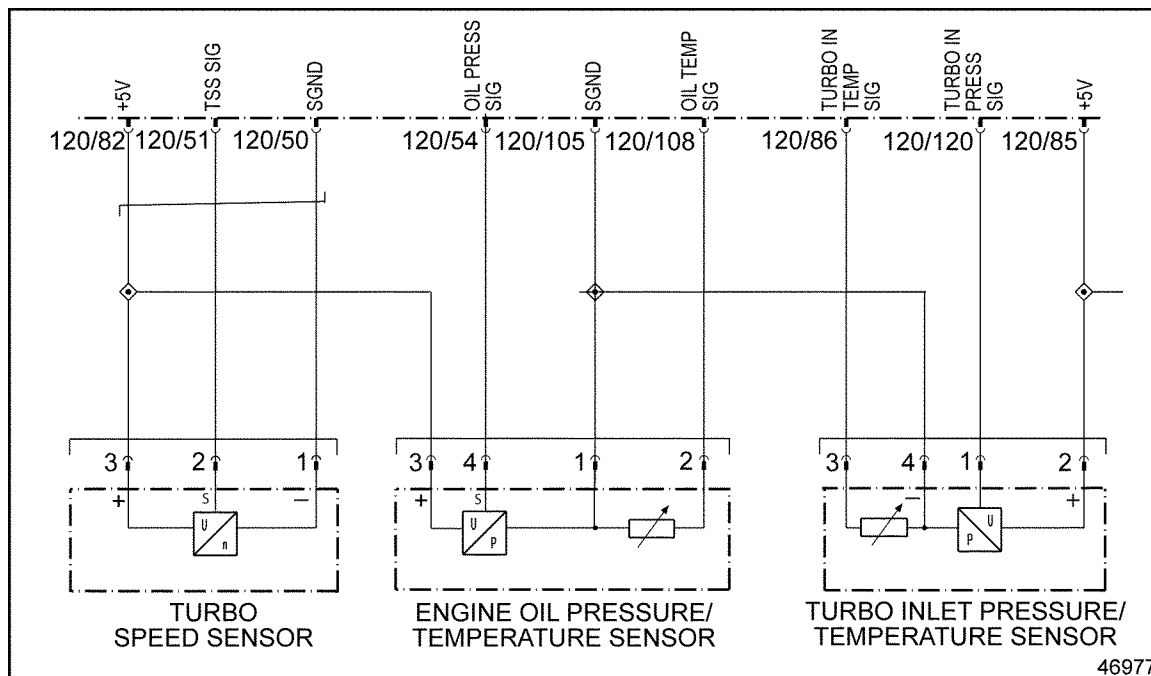 +5V
TSS SIG
SGND
OIL PRESS
SIG
SGND
OIL TEMP
SIG
TURBO IN
TEMP
SIG
TURBO IN
PRESS
SIG
+5V
120/82 120/51 120/50 120/54 120/105 120/108 120/86 120/120 120/85
3 2 1 3 4 1 2 3 4 1 2
+ S – + S – +
U n U P P U
TURBO
SPEED SENSOR
ENGINE OIL PRESSURE/
TEMPERATURE SENSOR
TURBO INLET PRESSURE/
TEMPERATURE SENSOR
46977